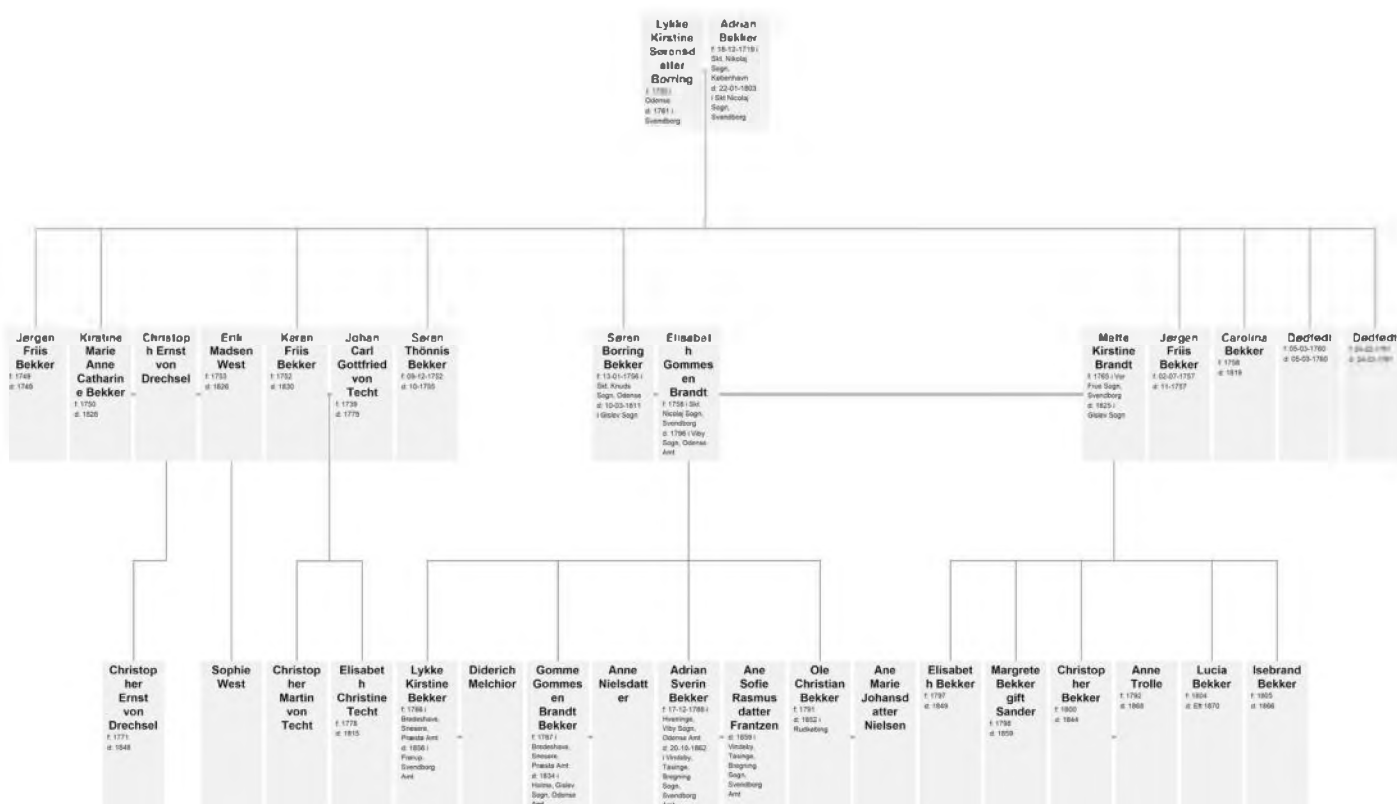 Lykke
Kirstine
Sørensd
atter
Borring
Odense
d: 1761 i
Svendborg
Adrian
Bekker
f: 16-12-1719 i
Skt. Nikolaj
Sogn,
København
d: 22-01-1803
i Skt Nicolaj
Sogn,
Svendborg
Jørgen
Friis
Bekker
f: 1749
d: 1749
Kirstine
Marie
Anne
Catharin
e Bekker
f: 1750
d: 1828
Christop
h Ernst
von
Drechsel
Erik
Madsen
West
f: 1753
d: 1826
Karen
Friis
Bekker
f: 1752
d: 1830
Johan
Carl
Gottfried
von
Techt
f: 1739
d: 1779
Søren
Thönnis
Bekker
f: 09-12-1752
d: 10-1755
Søren
Borring
Bekker
f: 13-01-1756 i
Skt. Knuds
Sogn, Odense
d: 10-03-1811
i Gislev Sogn
Elisabet
h
Gommes
en
Brandt
f: 1758 i Skt.
Nicolaj Sogn,
Svendborg
d: 1796 i Viby
Sogn, Odense
Amt
Mette
Kirstine
Brandt
f: 1765 i Vor
Frue Sogn,
Svendborg
d: 1825 i
Gislev Sogn
Jørgen
Friis
Bekker
f: 02-07-1757
d: 11-1757
Carolina
Bekker
f: 1758
d: 1819
Dødfødt
f: 05-03-1760
d: 05-03-1760
Dødfødt
Christop
her
Ernst
von
Drechsel
f: 1771
d: 1848
Sophie
West
Christop
her
Martin
von
Techt
Elisabet
h
Christine
Techt
f: 1778
d: 1815
Lykke
Kirstine
Bekker
f: 1786 i
Bredeshave,
Snesere,
Præstø Amt
d: 1856 i
Frørup,
Svendborg
Amt
Diderich
Melchior
Gomme
Gommes
en
Brandt
Bekker
f: 1787 i
Bredeshave,
Snesere,
Præstø Amt
d: 1834 i
Holme, Gislev
Sogn, Odense
Amt
Anne
Nielsdatt
er
Adrian
Sverin
Bekker
f: 17-12-1788 i
Hveringe,
Viby Sogn,
Odense Amt
d: 20-10-1862
i Vindeby,
Tåsinge,
Bregning
Sogn,
Svendborg
Amt
Ane
Sofie
Rasmus
datter
Frantzen
d: 1859 i
Vindeby,
Tåsinge,
Bregning
Sogn,
Svendborg
Amt
Ole
Christian
Bekker
f: 1791
d: 1852 i
Rudkøbing
Ane
Marie
Johansd
atter
Nielsen
Elisabet
h Bekker
f: 1797
d: 1849
Margrete
Bekker
gift
Sander
f: 1798
d: 1859
Christop
her
Bekker
f: 1800
d: 1844
Anne
Trolle
f: 1792
d: 1868
Lucia
Bekker
f: 1804
d: Eft 1870
Isebrand
Bekker
f: 1805
d: 1866